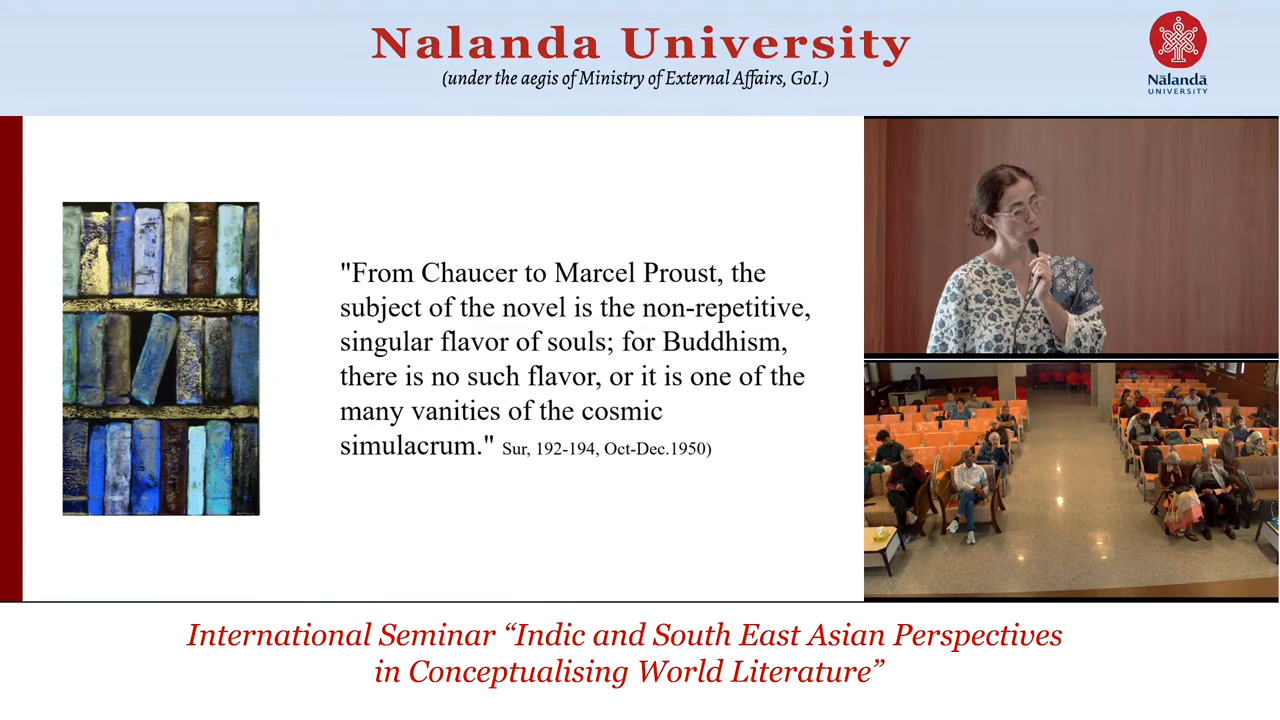 Nalanda University
(under the aegis of Ministry of External Affairs, GoI.)
Nālandā
UNIVERSITY
"From Chaucer to Marcel Proust, the
subject of the novel is the non-repetitive,
singular flavor of souls; for Buddhism,
there is no such flavor, or it is one of the
many vanities of the cosmic
simulacrum." Sur, 192-194, Oct-Dec.1950)
International Seminar “Indic and South East Asian Perspectives
in Conceptualising World Literature”